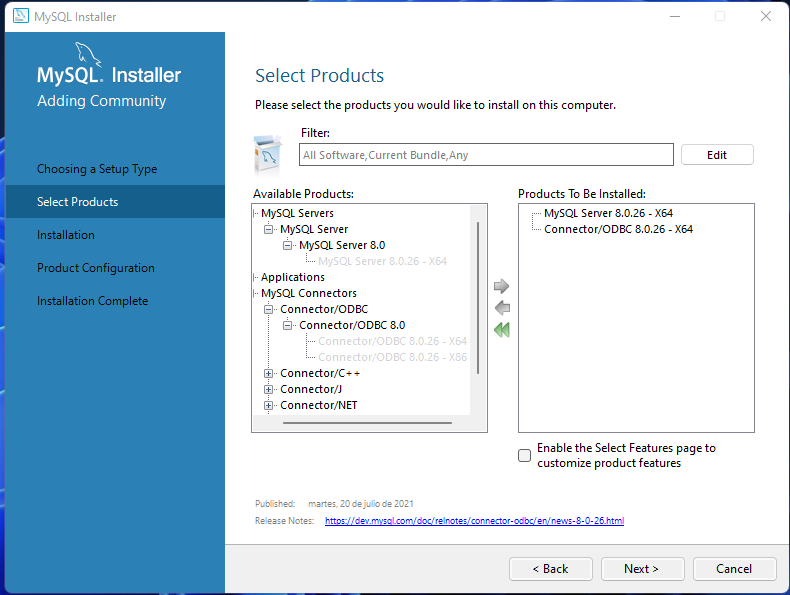 MySQL Installer
MySQL. Installer
Adding Community
Choosing a Setup Type
Select Products
Installation
Product Configuration
Installation Complete
Select Products
Please select the products you would like to install on this computer.
Filter:
All Software,Current Bundle,Any
Edit
Available Products:
MySQL Servers
MySQL Server
MySQL Server 8.0
MySQL Server 8.0.26 - X64
Applications
MySQL Connectors
Connector/ODBC
Connector/ODBC 8.0
Connector/ODBC 8.0.26 - X64
Connector/ODBC 8.0.26 - X86
Connector/C++
Connector/J
Connector/NET
Products To Be Installed:
MySQL Server 8.0.26 - X64
Connector/ODBC 8.0.26 - X64
Enable the Select Features page to
customize product features
Published: martes, 20 de julio de 2021
Release Notes: https://dev.mysql.com/doc/relnotes/connector-odbc/en/news-8-0-26.html
< Back
Next >
Cancel